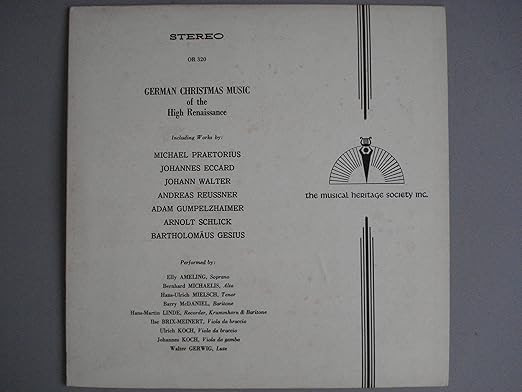 STEREO
OR 320
GERMAN CHRISTMAS MUSIC
of the
High Renaissance
Including Works by:
MICHAEL PRAETORIUS
JOHANNES ECCARD
JOHANN WALTER
ANDREAS REUSSNER
ADAM GUMPELZHAIMER
ARNOLT SCHLICK
BARTHOLOMÄUS GESIUS
the musical heritage society inc.
Performed by:
Elly AMELING, Soprano
Bernhard MICHAELIS, Alto
Hans-Ulrich MIELSCH, Tenor
Barry McDANIEL, Baritone
Hans-Martin LINDE, Recorder, Krummhorn & Baritone
Ilse BRIX-MEINERT, Viola da braccio
Ulrich KOCH, Viola da braccio
Johannes KOCH, Viola da gamba
Walter GERWIG, Lute